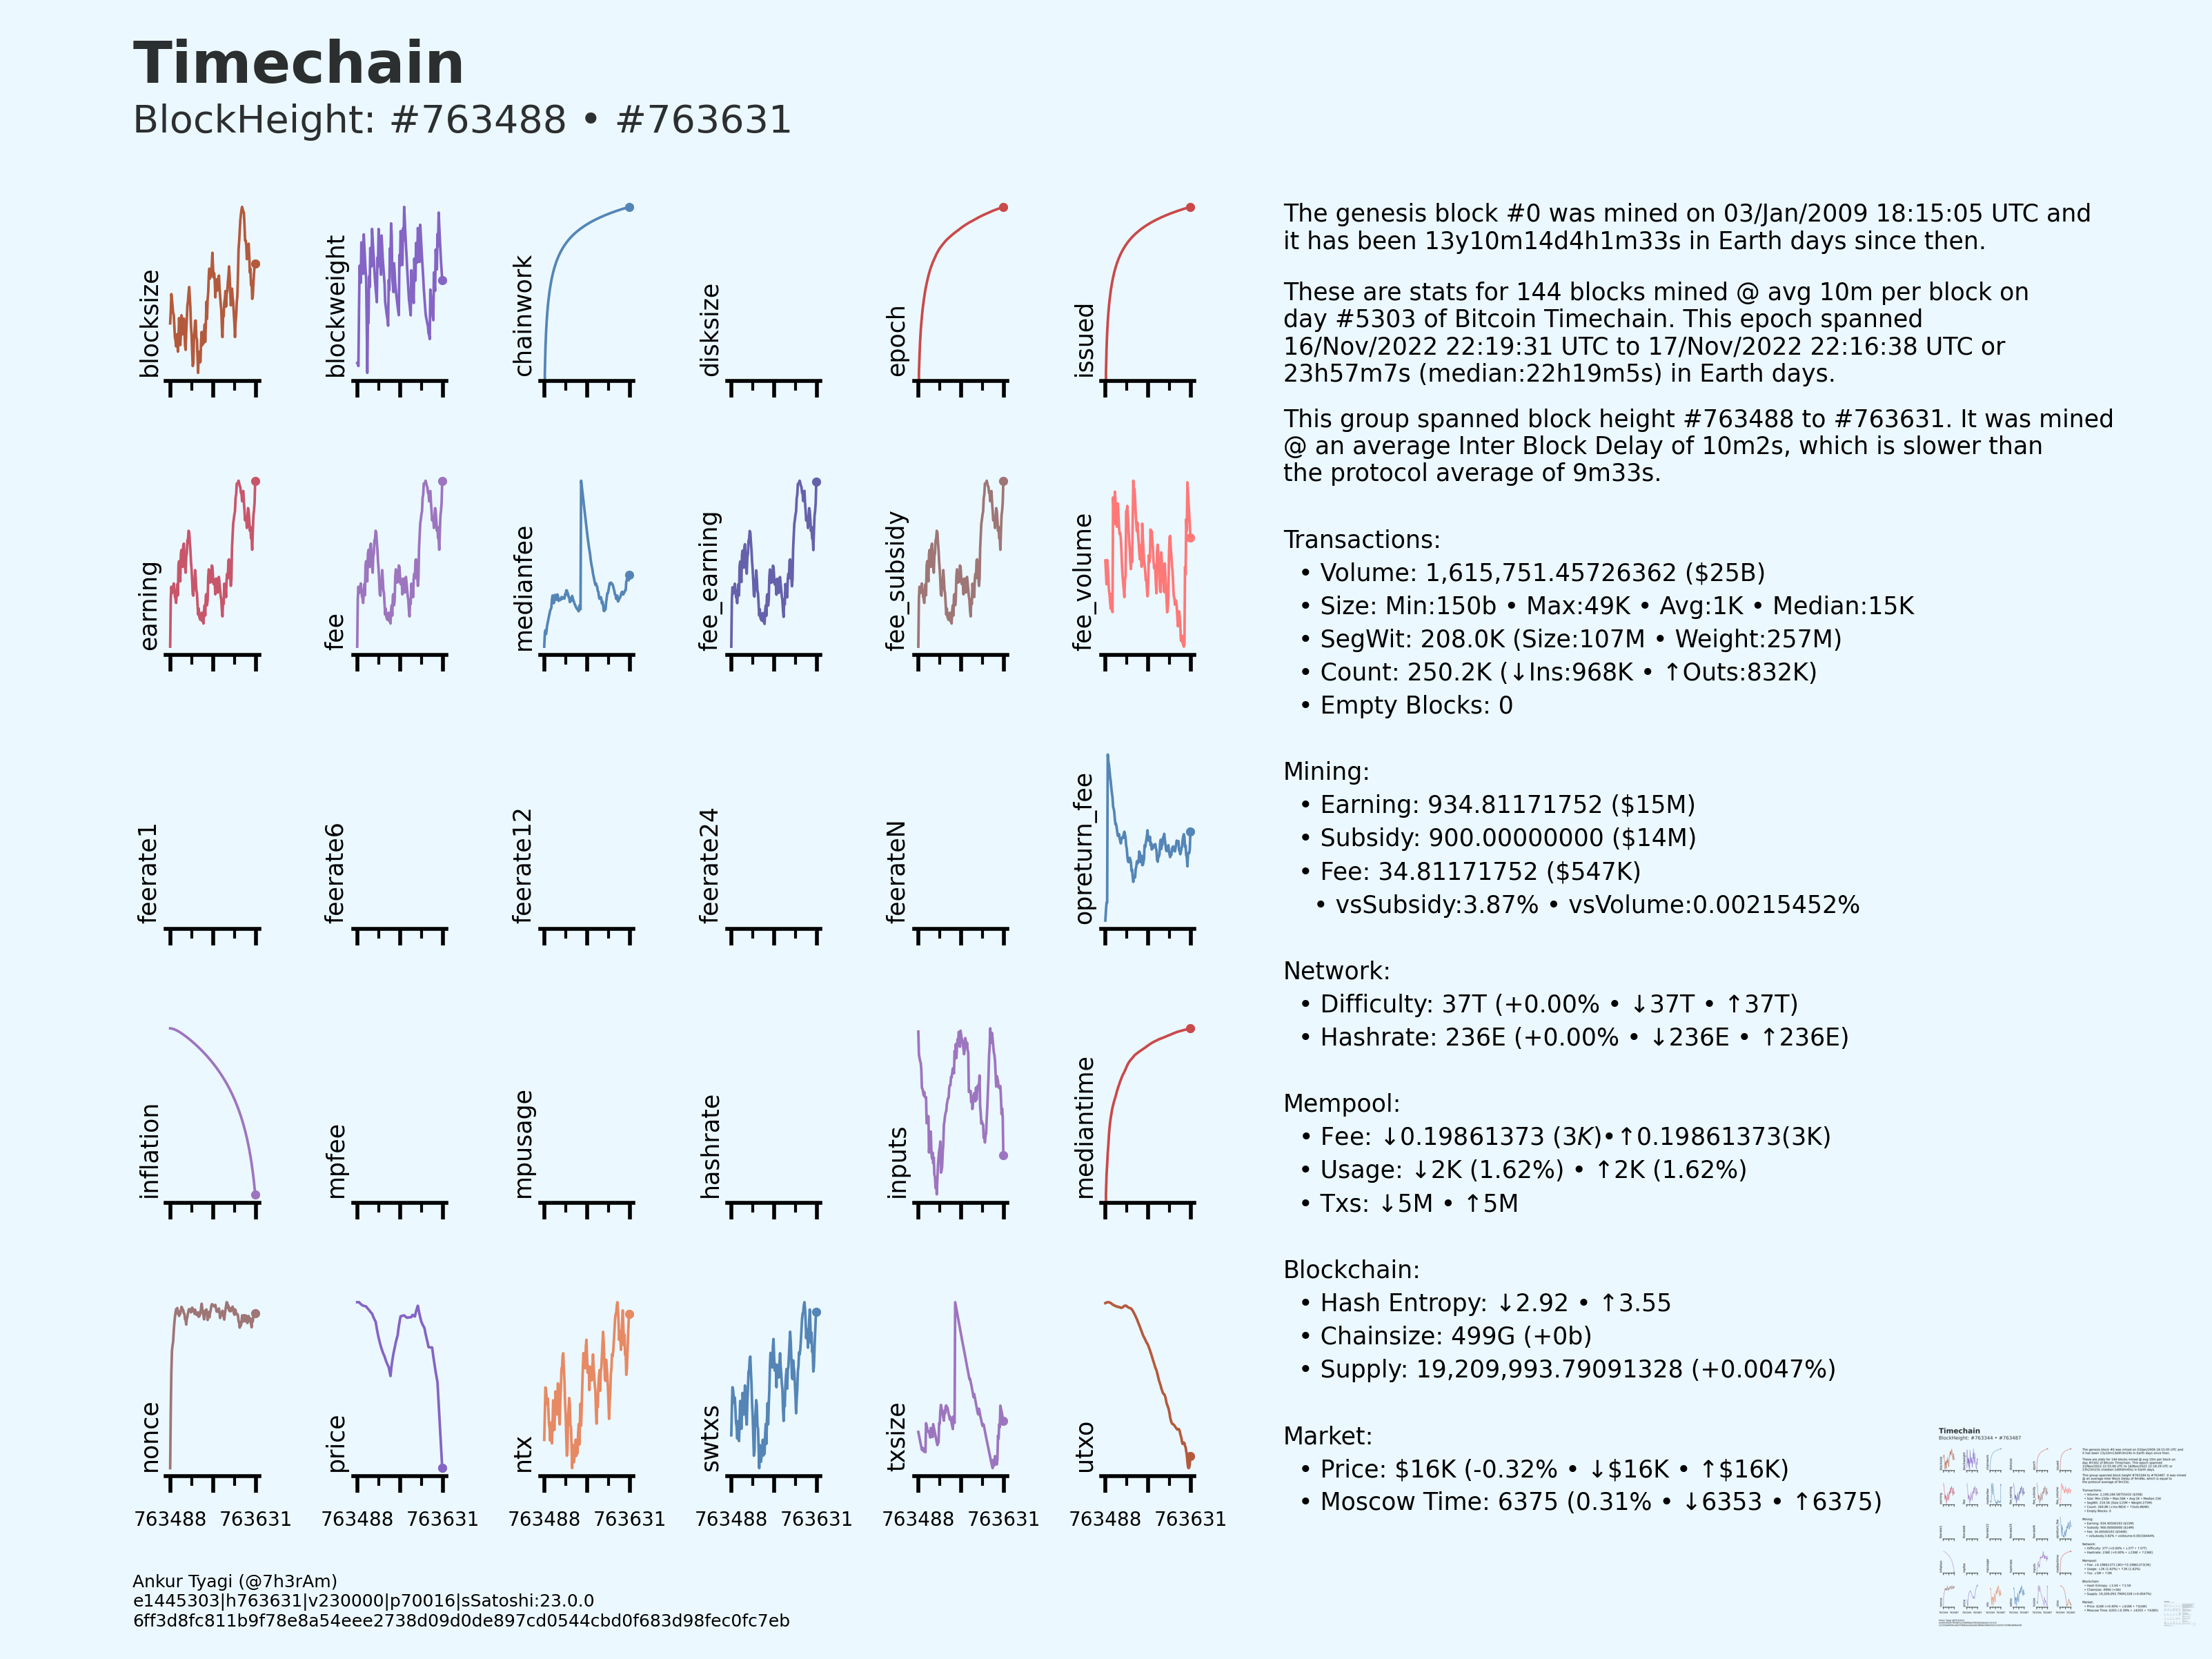 Timechain
BlockHeight: #763488 • #763631
blocksize
blockweight
chainwork
disksize
epoch
issued
earning
fee
medianfee
fee_earning
fee_subsidy
fee_volume
feerate1
feerate6
feerate12
feerate24
feerateN
opreturn_fee
inflation
mpfee
mpusage
hashrate
inputs
mediantime
nonce
price
ntx
swtxs
txsize
utxo
763488 763631 763488 763631 763488 763631 763488 763631 763488 763631 763488 763631
The genesis block #0 was mined on 03/Jan/2009 18:15:05 UTC and
it has been 13y10m14d4h1m33s in Earth days since then.
These are stats for 144 blocks mined @ avg 10m per block on
day #5303 of Bitcoin Timechain. This epoch spanned
16/Nov/2022 22:19:31 UTC to 17/Nov/2022 22:16:38 UTC or
23h57m7s (median:22h19m5s) in Earth days.
This group spanned block height #763488 to #763631. It was mined
@ an average Inter Block Delay of 10m2s, which is slower than
the protocol average of 9m33s.
Transactions:
• Volume: 1,615,751.45726362 ($25B)
• Size: Min:150b • Max:49K • Avg:1K • Median:15K
• SegWit: 208.0K (Size:107M • Weight:257M)
• Count: 250.2K (↓Ins:968K • ↑Outs:832K)
• Empty Blocks: 0
Mining:
• Earning: 934.81171752 ($15M)
• Subsidy: 900.00000000 ($14M)
• Fee: 34.81171752 ($547K)
• vsSubsidy:3.87% • vsVolume:0.00215452%
Network:
• Difficulty: 37T (+0.00% • ↓37T • ↑37T)
• Hashrate: 236E (+0.00% • ↓236E • ↑236E)
Mempool:
• Fee: ↓0.19861373 (3K)•↑0.19861373(3K)
• Usage: ↓2K (1.62%) • ↑2K (1.62%)
• Txs: ↓5M • ↑5M
Blockchain:
• Hash Entropy: ↓2.92 • ↑3.55
• Chainsize: 499G (+0b)
• Supply: 19,209,993.79091328 (+0.0047%)
Market:
• Price: $16K (-0.32% • ↓$16K • ↑$16K)
• Moscow Time: 6375 (0.31% • ↓6353 • ↑6375)
Ankur Tyagi (@7h3rAm)
e1445303|h763631|v230000|p70016|sSatoshi:23.0.0
6ff3d8fc811b9f78e8a54eee2738d09d0de897cd0544cbd0f683d98fec0fc7eb
Timechain
BlockHeight: #763344 • #763487